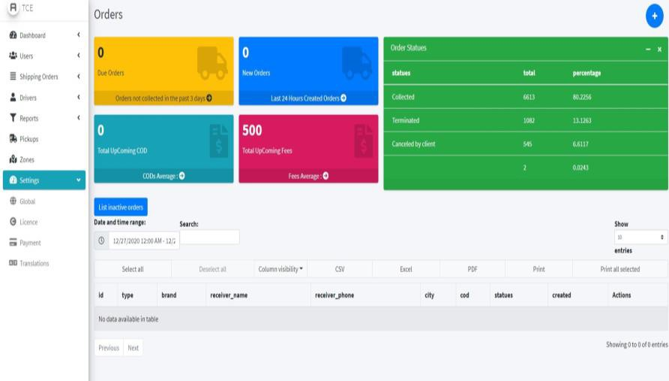 TCE
Dashboard
Users
Shipping Orders
Drivers
Reports
Pickups
Zones
Settings
Global
Licence
Payment
Translations
Orders
0
Due Orders
Orders not collected in the past 3 days
0
New Orders
Last 24 Hours Created Orders
0
Total UpComing COD
CODs Average :
500
Total UpComing Fees
Fees Average :
Order Statues
statues total percentage
Collected 6613 80.2256
Terminated 1082 13.1263
Canceled by client 545 6.6117
2 0.0243
List inactive orders
Date and time range:
12/27/2020 12:00 AM - 12/2
Search:
Show
entries
Select all Deselect all Column visibility CSV Excel PDF Print Print all selected
id type brand receiver_name receiver_phone city cod statues created Actions
No data available in table
Previous Next
Showing 0 to 0 of 0 entries